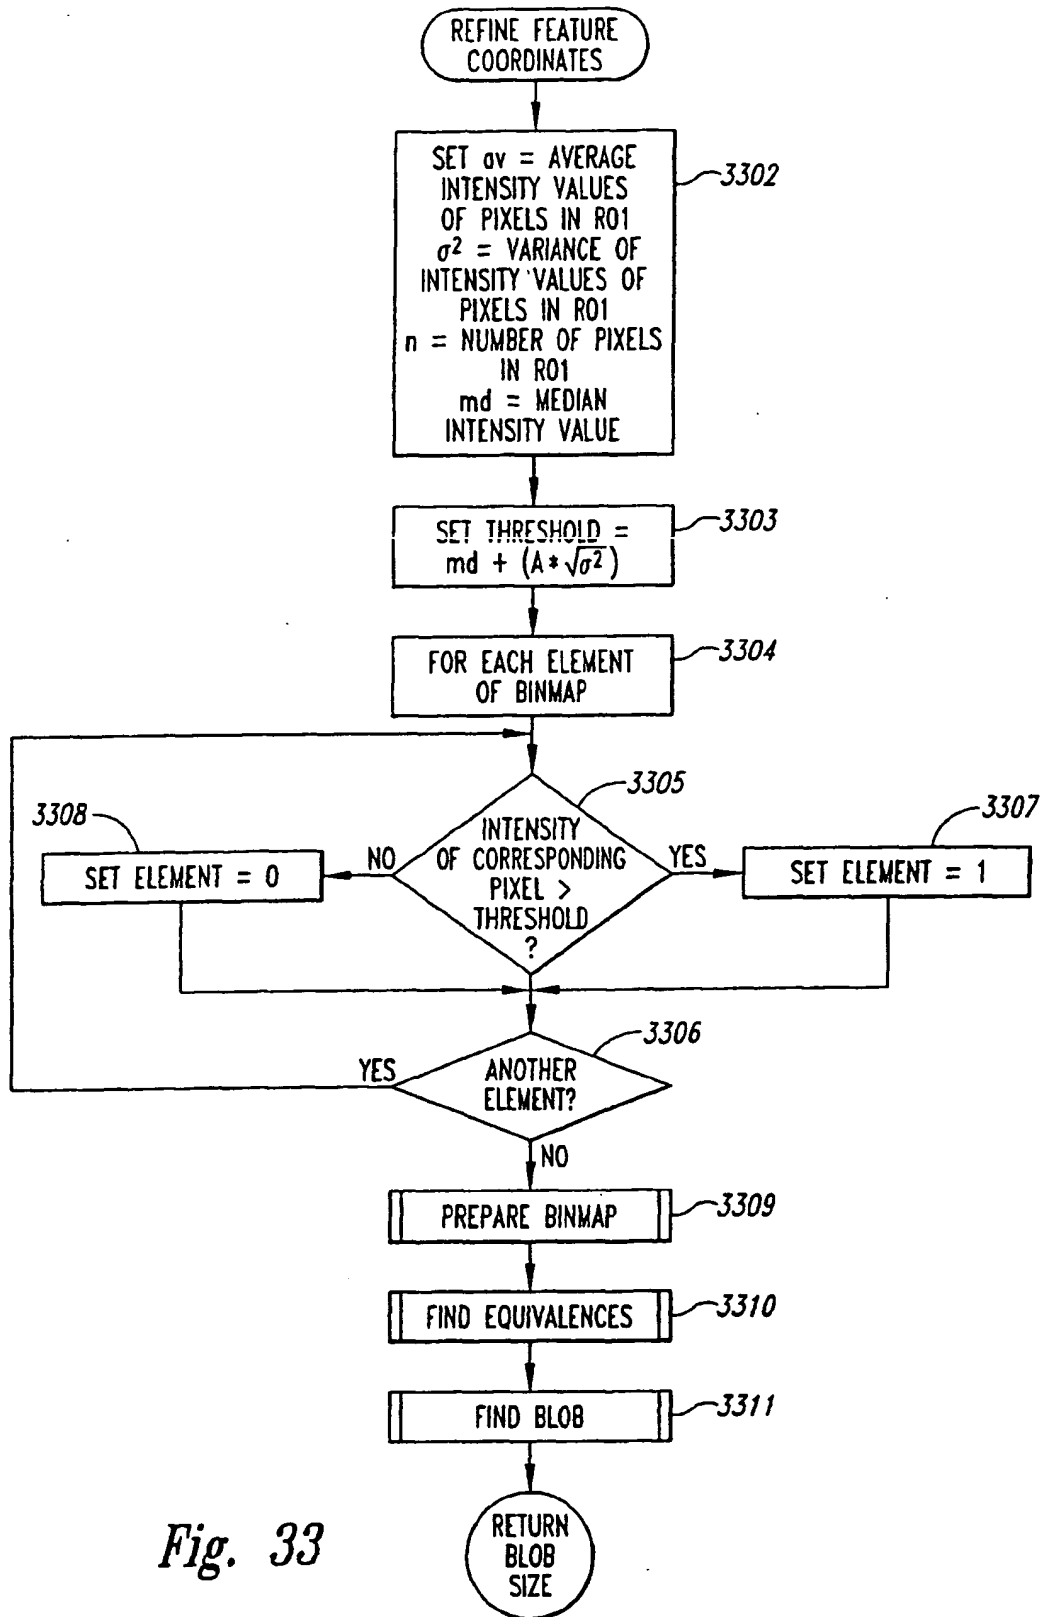 REFINE FEATURE
COORDINATES
SET av = AVERAGE
INTENSITY VALUES
OF PIXELS IN RO1
σ2 = VARIANCE OF
INTENSITY VALUES OF
PIXELS IN RO1
n = NUMBER OF PIXELS
IN RO1
md = MEDIAN
INTENSITY VALUE
3302
SET THRESHOLD =
md + (A*√σ2)
3303
FOR EACH ELEMENT
OF BINMAP
3304
INTENSITY
OF CORRESPONDING
PIXEL >
THRESHOLD
?
3305
NO
YES
3308
SET ELEMENT = 0
3307
SET ELEMENT = 1
ANOTHER
ELEMENT?
3306
YES
NO
PREPARE BINMAP
3309
FIND EQUIVALENCES
3310
FIND BLOB
3311
RETURN
BLOB
SIZE
Fig. 33